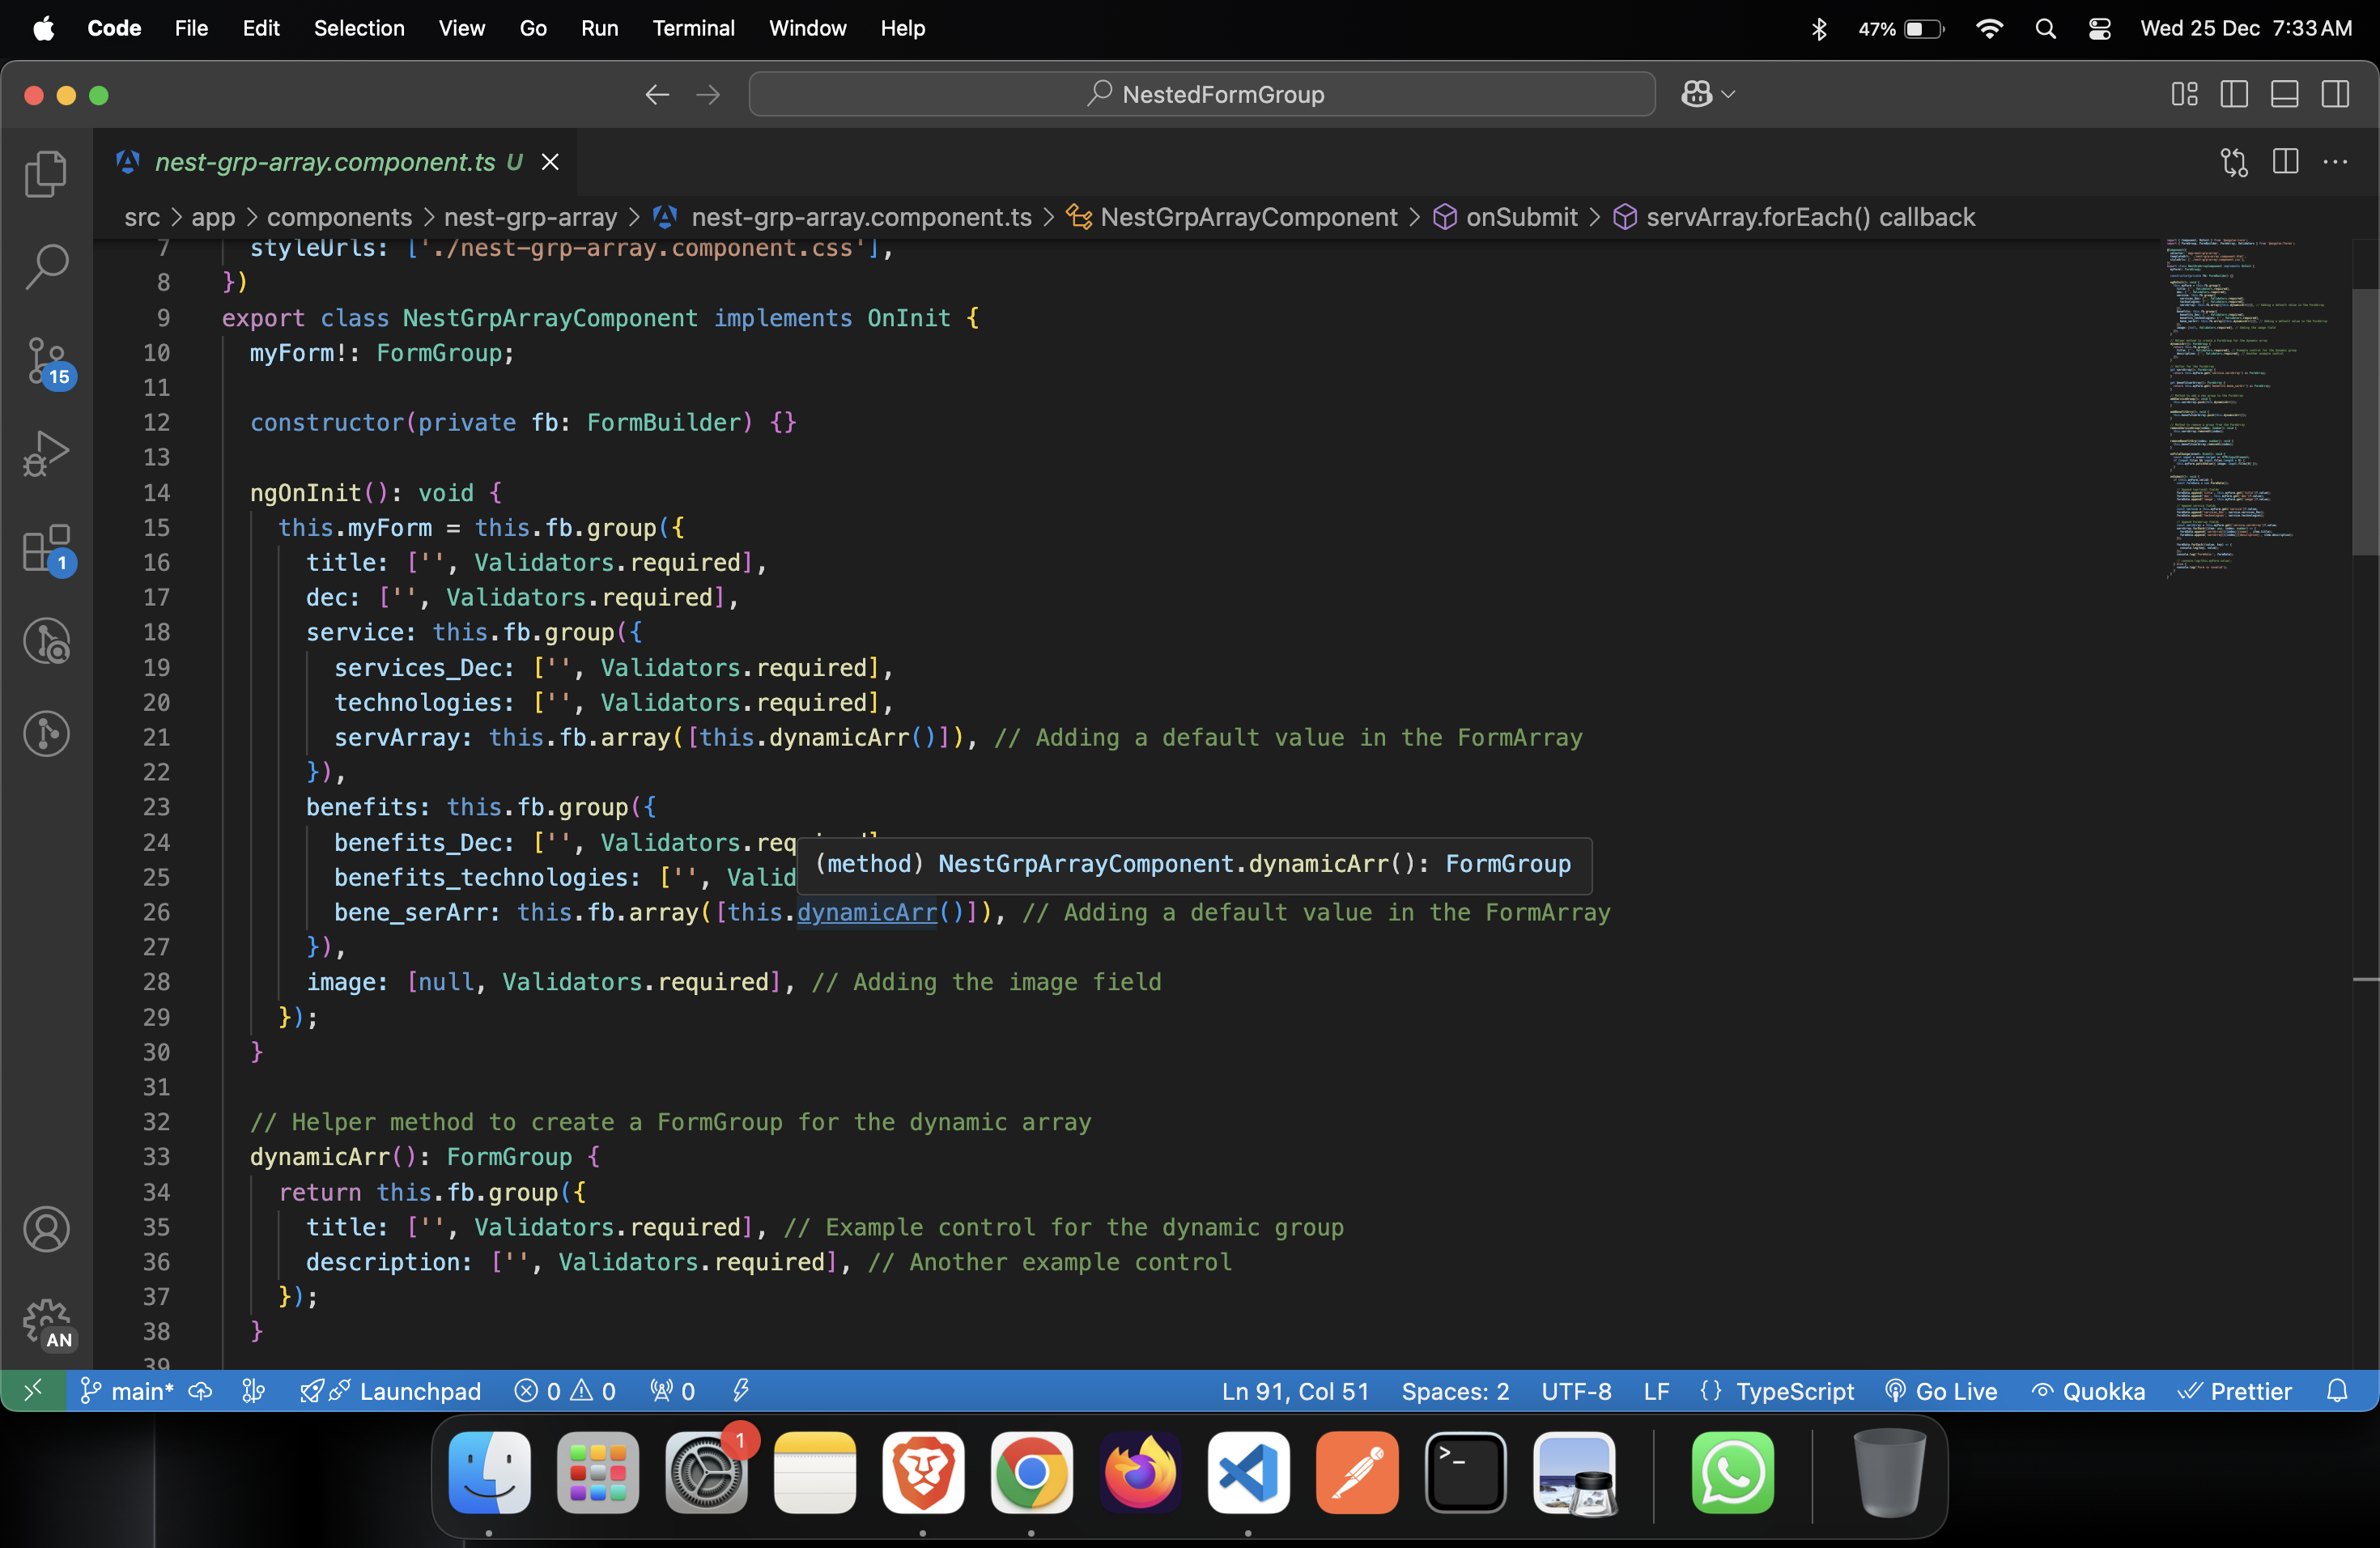 Code File Edit Selection View Go Run Terminal Window Help 47% Wed 25 Dec 7:33 AM
NestedFormGroup
nest-grp-array.component.ts U
src > app > components > nest-grp-array > nest-grp-array.component.ts > NestGrpArrayComponent > onSubmit > servArray.forEach() callback
7 styleUrls: ['./nest-grp-array.component.css'],
8 })
9 export class NestGrpArrayComponent implements OnInit {
10 myForm!: FormGroup;
11
12 constructor(private fb: FormBuilder) {}
13
14 ngOnInit(): void {
15 this.myForm = this.fb.group({
16 title: ['', Validators.required],
17 dec: ['', Validators.required],
18 service: this.fb.group({
19 services_Dec: ['', Validators.required],
20 technologies: ['', Validators.required],
21 servArray: this.fb.array([this.dynamicArr()]), // Adding a default value in the FormArray
22 }),
23 benefits: this.fb.group({
24 benefits_Dec: ['', Validators.required]
(method) NestGrpArrayComponent.dynamicArr(): FormGroup
25 benefits_technologies: ['', Valid
26 bene_serArr: this.fb.array([this.dynamicArr()]), // Adding a default value in the FormArray
27 }),
28 image: [null, Validators.required], // Adding the image field
29 });
30 }
31
32 // Helper method to create a FormGroup for the dynamic array
33 dynamicArr(): FormGroup {
34 return this.fb.group({
35 title: ['', Validators.required], // Example control for the dynamic group
36 description: ['', Validators.required], // Another example control
37 });
38 }
39
15
1
AN
main* Launchpad 0 0 0 Ln 91, Col 51 Spaces: 2 UTF-8 LF {} TypeScript Go Live Quokka Prettier
1
>_